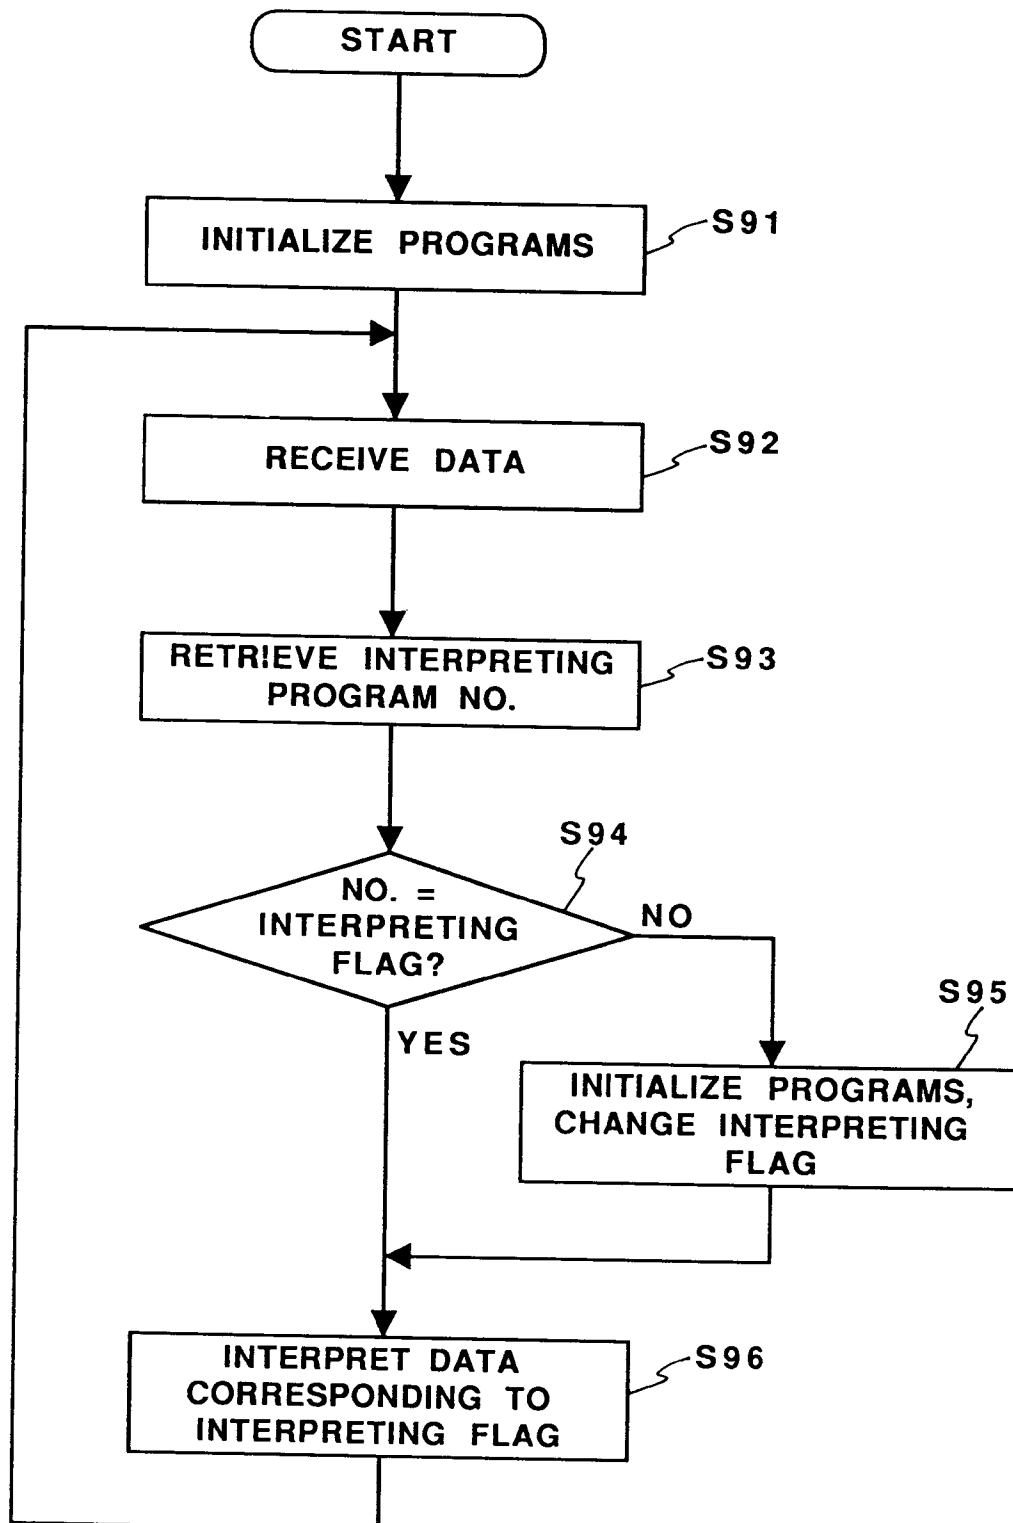 START
INITIALIZE PROGRAMS
S91
RECEIVE DATA
S92
RETRIEVE INTERPRETING
PROGRAM NO.
S93
S94
NO. =
INTERPRETING
FLAG?
NO
YES
S95
INITIALIZE PROGRAMS,
CHANGE INTERPRETING
FLAG
INTERPRET DATA
CORRESPONDING TO
INTERPRETING FLAG
S96